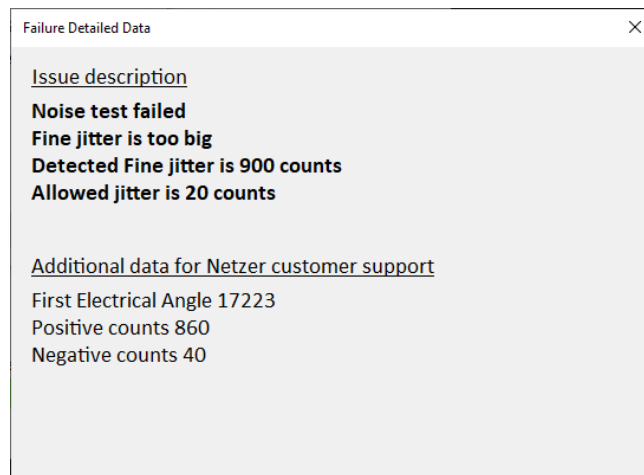 Failure Detailed Data
Issue description
Noise test failed
Fine jitter is too big
Detected Fine jitter is 900 counts
Allowed jitter is 20 counts
Additional data for Netzer customer support
First Electrical Angle 17223
Positive counts 860
Negative counts 40